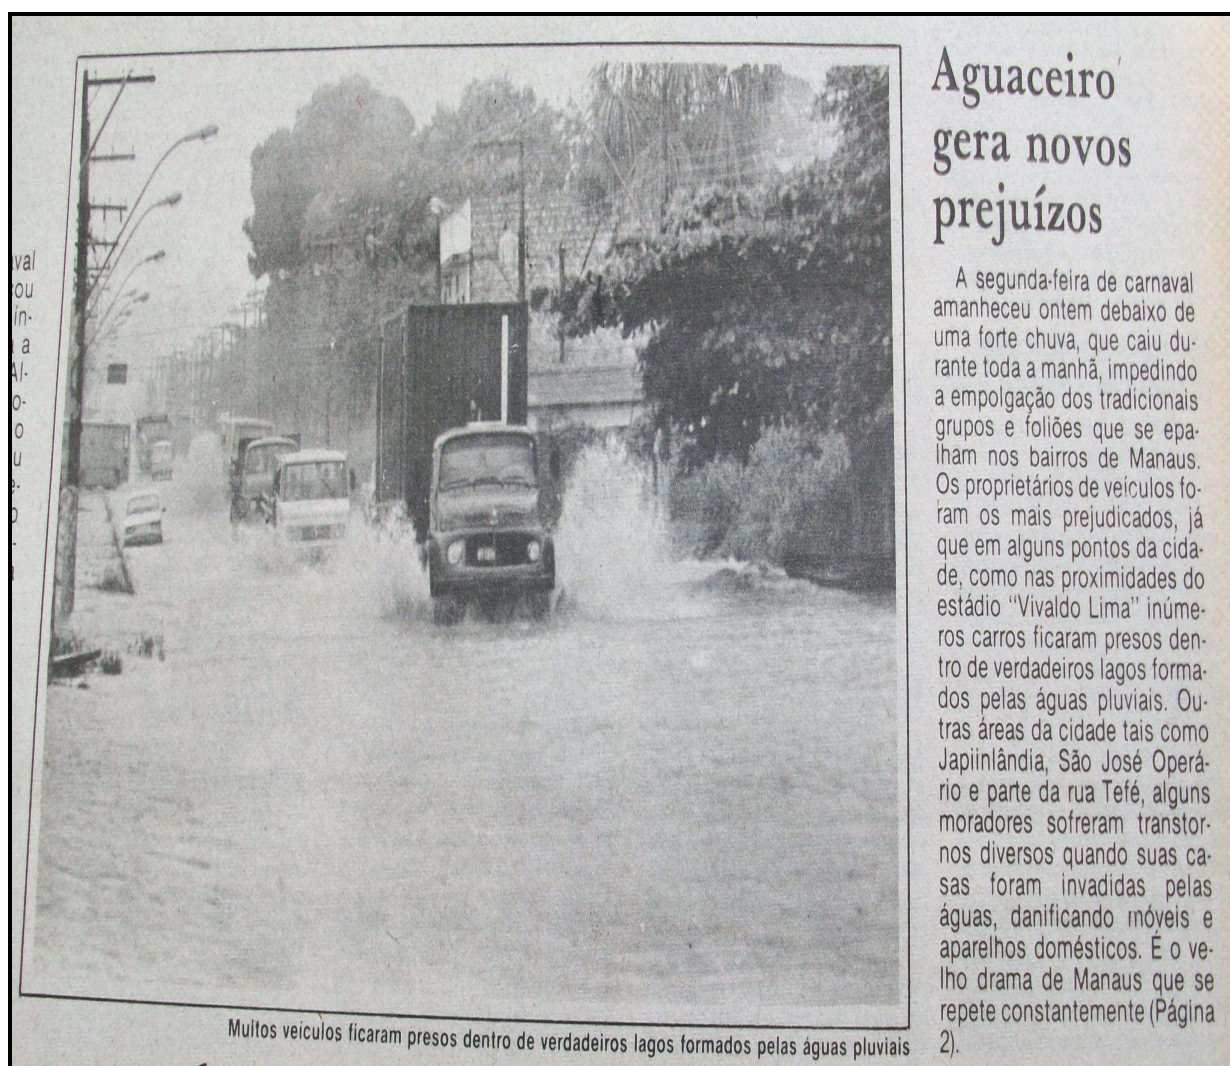 Aguaceiro
gera novos
prejuízos
A segunda-feira de carnaval
amanheceu ontem debaixo de
uma forte chuva, que caiu du-
rante toda a manhã, impedindo
a empolgação dos tradicionais
grupos e foliões que se epa-
lham nos bairros de Manaus.
Os proprietários de veículos fo-
ram os mais prejudicados, já
que em alguns pontos da cida-
de, como nas proximidades do
estádio “Vivaldo Lima” inúme-
ros carros ficaram presos den-
tro de verdadeiros lagos forma-
dos pelas águas pluviais. Ou-
tras áreas da cidade tais como
Japiinlândia, São José Operá-
rio e parte da rua Tefé, alguns
moradores sofreram transtor-
nos diversos quando suas ca-
sas foram invadidas pelas
águas, danificando móveis e
aparelhos domésticos. É o ve-
lho drama de Manaus que se
repete constantemente (Página
2).
Muitos veículos ficaram presos dentro de verdadeiros lagos formados pelas águas pluviais